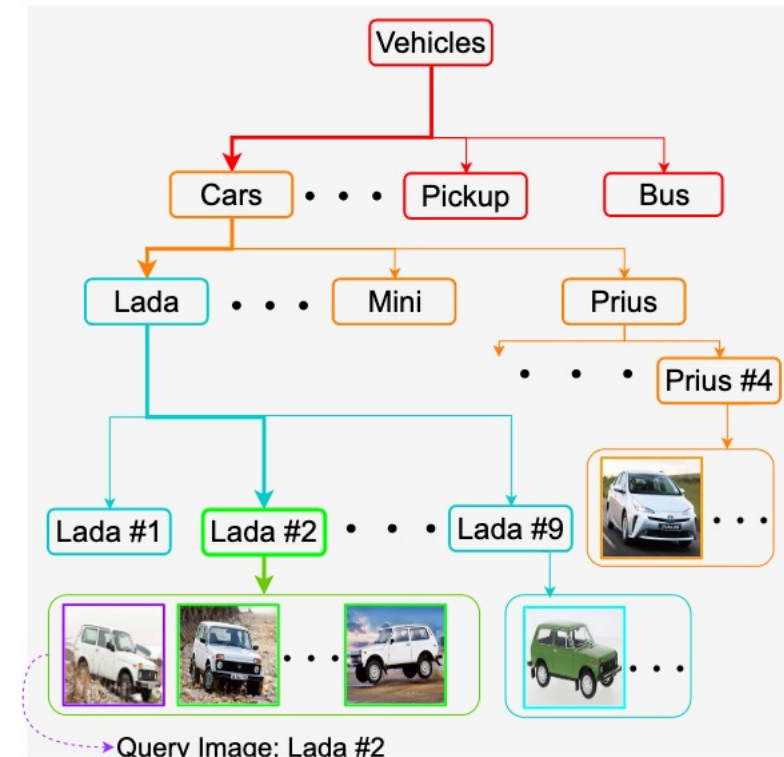 Vehicles
Cars
Pickup
Bus
Lada
Mini
Prius
Prius #4
Lada #1
Lada #2
Lada #9
Query Image: Lada #2